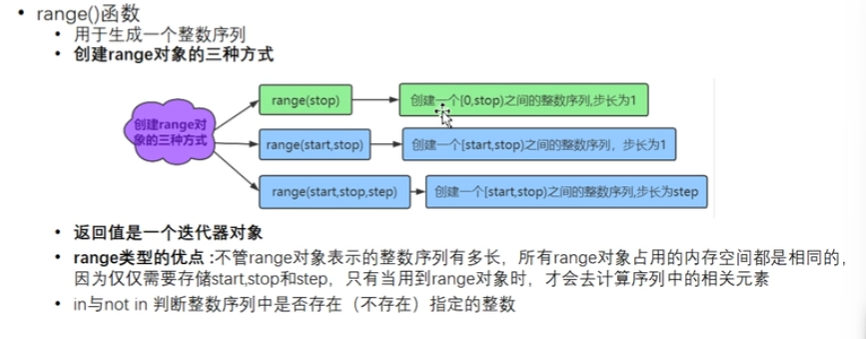 range()函数
用于生成一个整数序列
创建range对象的三种方式
创建range对
象的三种方式
range(stop)
创建一个[0,stop)之间的整数序列,步长为1
range(start,stop)
创建一个[start,stop)之间的整数序列，步长为1
range(start,stop,step)
创建一个[start,stop)之间的整数序列,步长为step
返回值是一个迭代器对象
range类型的优点 :不管range对象表示的整数序列有多长，所有range对象占用的内存空间都是相同的，
因为仅仅需要存储start,stop和step，只有当用到range对象时，才会去计算序列中的相关元素
in与not in 判断整数序列中是否存在（不存在）指定的整数